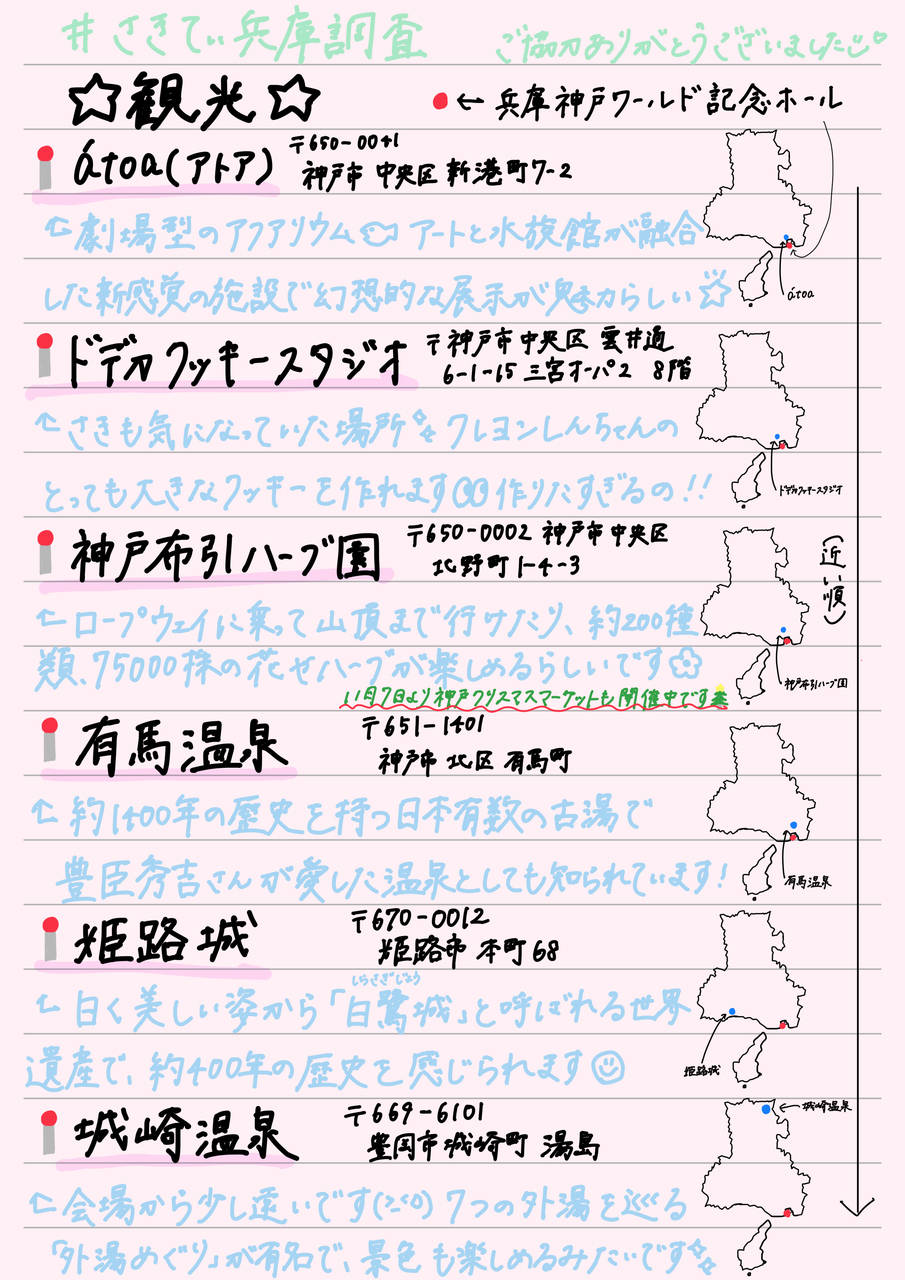 #さきてぃ兵庫調査 ご協力ありがとうございました
☆観光☆ ←兵庫神戸ワールド記念ホール
átoa(アトア) 〒650-0041
神戸市 中央区 新港町7-2
←劇場型のアクアリウム アートと水族館が融合
átoa
した新感覚の施設で幻想的な展示が魅力らしい☆
ドデカクッキースタジオ 〒神戸市中央区 雲井通
6-1-15 三宮オーパ2 8階
←さきも気になっていた場所 クレヨンしんちゃんの
ドデカクッキースタジオ
とっても大きなクッキーを作れます 作りたすぎるの!!
神戸布引ハーブ園 〒650-0002 神戸市中央区
北野町1-4-3
(近い順)
←ロープウェイに乗って山頂まで行けたり、約200種
類、75000株の花やハーブが楽しめるらしいです
神戸布引ハーブ園
11月7日より神戸クリスマスマーケットも開催中です
有馬温泉 〒651-1401
神戸市 北区 有馬町
←約1400年の歴史を持つ日本有数の古湯で
有馬温泉
豊臣秀吉さんが愛した温泉としても知られています!
姫路城 〒670-0012
姫路市 本町68
しらさぎじょう
←白く美しい姿から「白鷺城」と呼ばれる世界
姫路城
遺産で、約400年の歴史を感じられます
城崎温泉 〒669-6101
豊岡市城崎町 湯島
←城崎温泉
←会場から少し遠いです 7つの外湯を巡る
「外湯めぐり」が有名で、景色も楽しめるみたいです